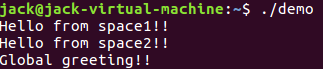 jack@jack-virtual-machine:~$ ./demo
Hello from space1!!
Hello from space2!!
Global greeting!!